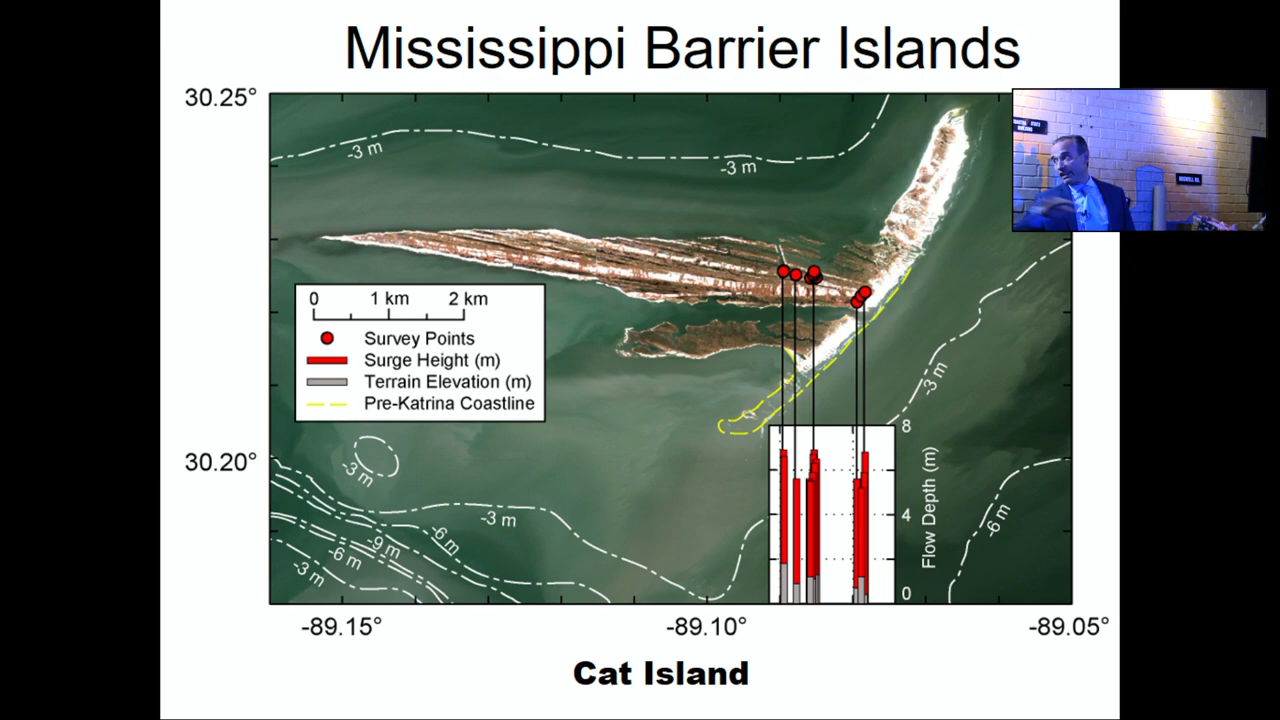 Mississippi Barrier Islands
30.25°
30.20°
-3 m
-3 m
0 1 km 2 km
Survey Points
Surge Height (m)
Terrain Elevation (m)
Pre-Katrina Coastline
-3 m
-3 m
-3 m
-6 m
-9 m
-6 m
-3 m
-6 m
8
4
0
Flow Depth (m)
-89.15°
-89.10°
-89.05°
Cat Island